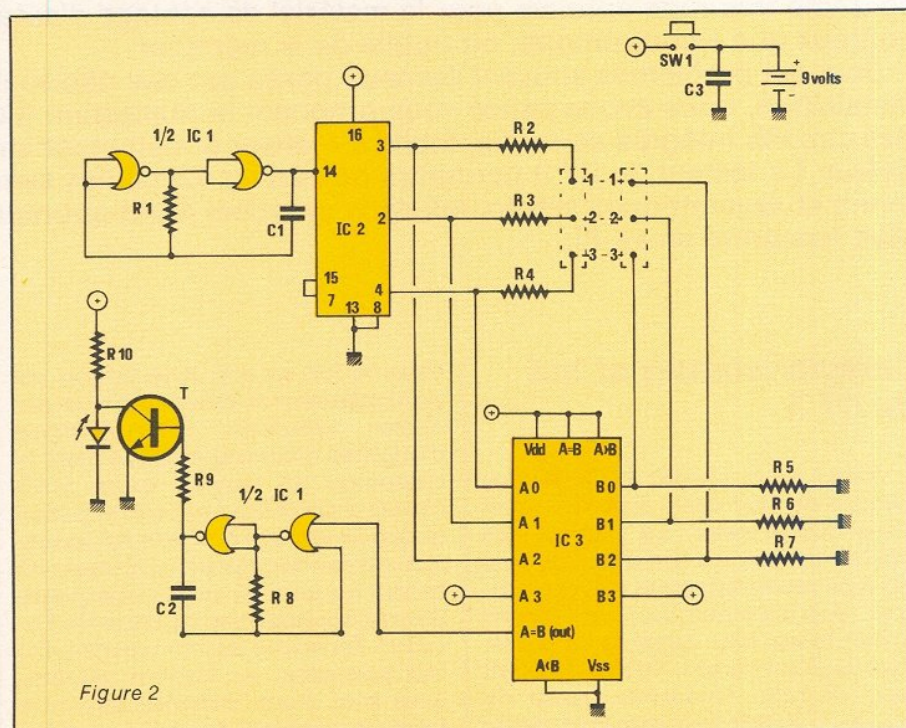 SW1
C3
9volts
+
-
1/2 IC 1
R1
C1
16
14
3
2
4
IC 2
15
7
13
8
R2
R3
R4
1 - 1
2 - 2
3 - 3
R10
T
R9
1/2 IC 1
C2
R8
Vdd A=B A>B
A0
A1
A2
A3
A=B (out)
A<B Vss
IC 3
B0
B1
B2
B3
R5
R6
R7
Figure 2